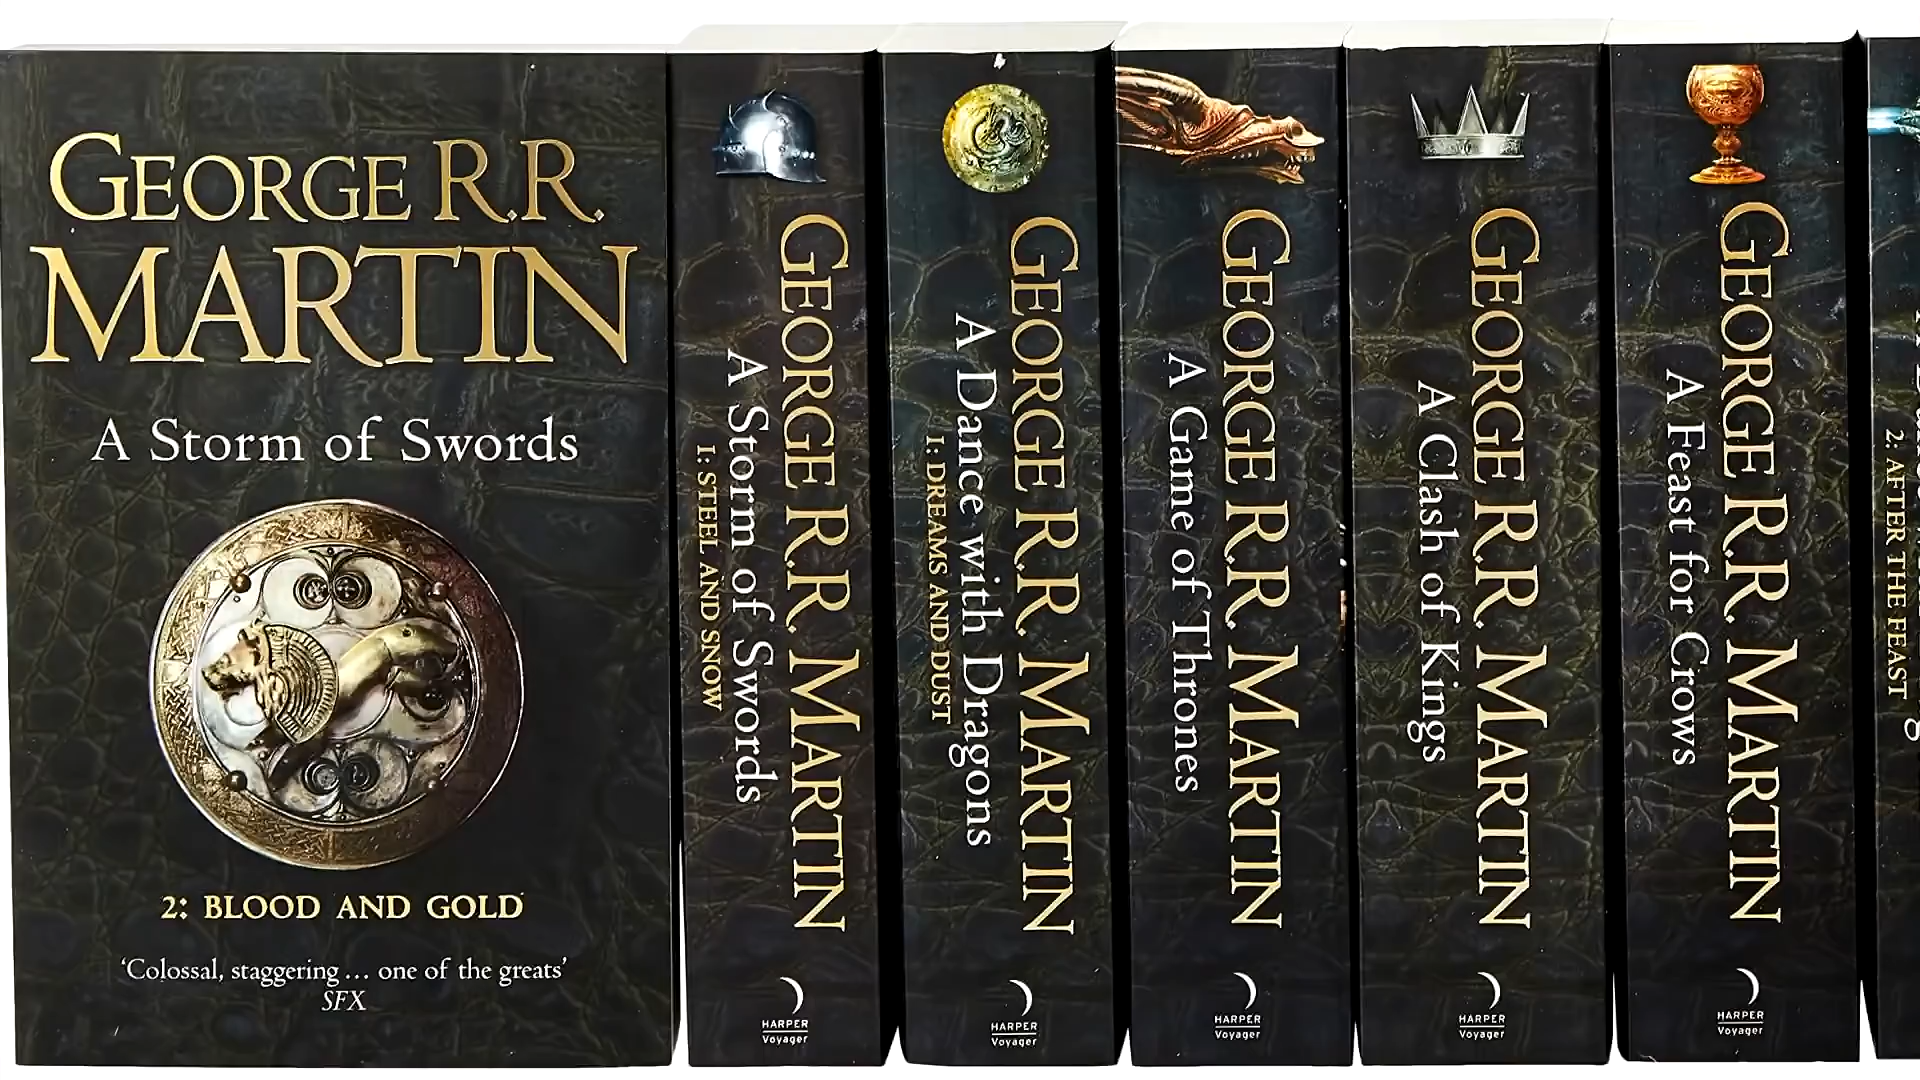 GEORGE R.R.
MARTIN
A Storm of Swords
2: BLOOD AND GOLD
‘Colossal, staggering ... one of the greats’
SFX
GEORGE R.R. MARTIN
A Storm of Swords
1: STEEL AND SNOW
HARPER
Voyager
GEORGE R.R. MARTIN
A Dance with Dragons
1: DREAMS AND DUST
HARPER
Voyager
GEORGE R.R. MARTIN
A Game of Thrones
HARPER
Voyager
GEORGE R.R. MARTIN
A Clash of Kings
HARPER
Voyager
GEORGE R.R. MARTIN
A Feast for Crows
HARPER
Voyager
2: AFTER THE FEAST